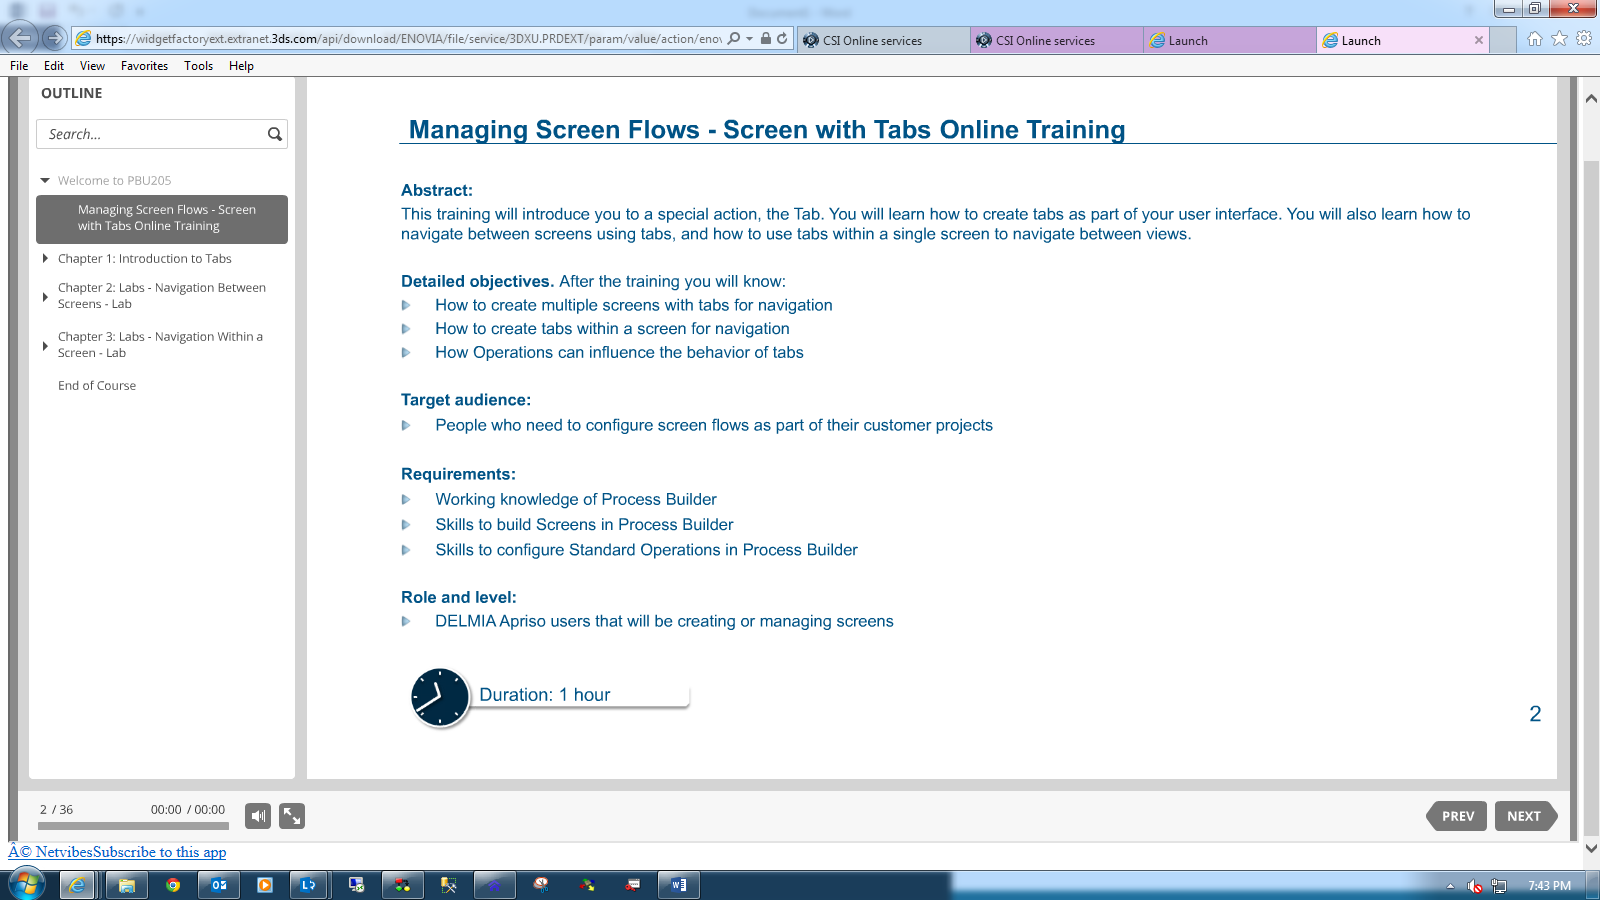 https://widgetfactoryext.extranet.3ds.com/api/download/ENOVIA/file/service/3DXU.PRDEXT/param/value/action/enov
CSI Online services
CSI Online services
Launch
Launch
File Edit View Favorites Tools Help
OUTLINE
Search...
Welcome to PBU205
Managing Screen Flows - Screen
with Tabs Online Training
Chapter 1: Introduction to Tabs
Chapter 2: Labs - Navigation Between
Screens - Lab
Chapter 3: Labs - Navigation Within a
Screen - Lab
End of Course
Managing Screen Flows - Screen with Tabs Online Training
Abstract:
This training will introduce you to a special action, the Tab. You will learn how to create tabs as part of your user interface. You will also learn how to
navigate between screens using tabs, and how to use tabs within a single screen to navigate between views.
Detailed objectives. After the training you will know:
How to create multiple screens with tabs for navigation
How to create tabs within a screen for navigation
How Operations can influence the behavior of tabs
Target audience:
People who need to configure screen flows as part of their customer projects
Requirements:
Working knowledge of Process Builder
Skills to build Screens in Process Builder
Skills to configure Standard Operations in Process Builder
Role and level:
DELMIA Apriso users that will be creating or managing screens
Duration: 1 hour
2
2 / 36
00:00 / 00:00
PREV
NEXT
Â© NetvibesSubscribe to this app
7:43 PM